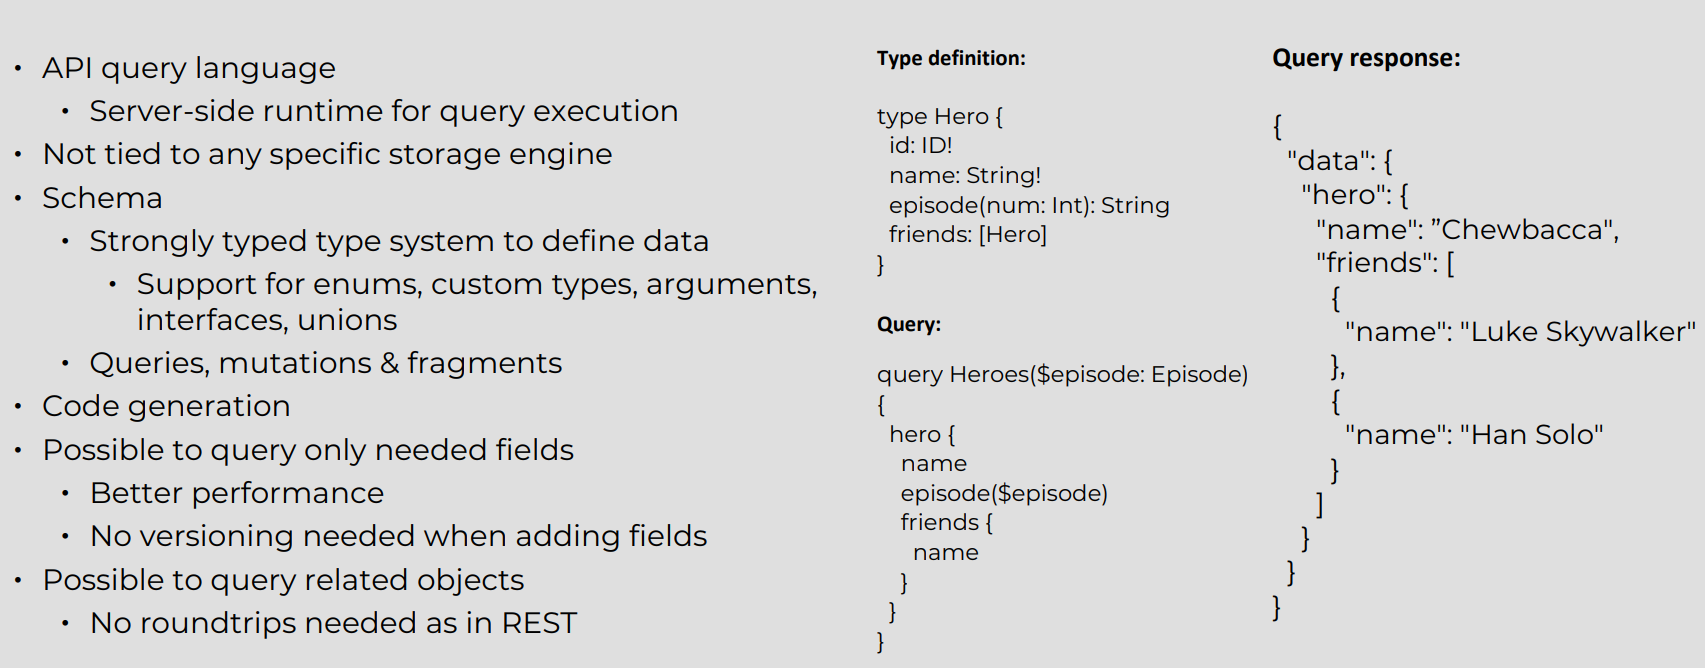 • API query language
• Server-side runtime for query execution
• Not tied to any specific storage engine
• Schema
• Strongly typed type system to define data
• Support for enums, custom types, arguments,
interfaces, unions
• Queries, mutations & fragments
• Code generation
• Possible to query only needed fields
• Better performance
• No versioning needed when adding fields
• Possible to query related objects
• No roundtrips needed as in REST
Type definition:
type Hero {
id: ID!
name: String!
episode(num: Int): String
friends: [Hero]
}
Query:
query Heroes($episode: Episode)
{
hero {
name
episode($episode)
friends {
name
}
}
}
Query response:
{
"data": {
"hero": {
"name": ”Chewbacca",
"friends": [
{
"name": "Luke Skywalker"
},
{
"name": "Han Solo"
}
]
}
}
}